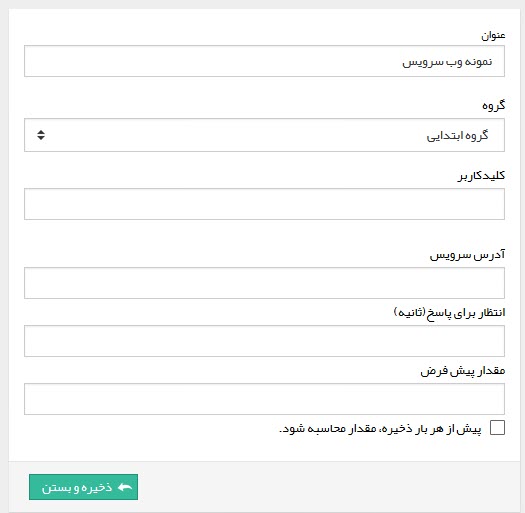 عنوان
نمونه وب سرویس
گروه
گروه ابتدایی
کلیدکاربر
آدرس سرویس
انتظار برای پاسخ(ثانیه)
مقدار پیش فرض
پیش از هر بار ذخیره، مقدار محاسبه شود.
ذخیره و بستن